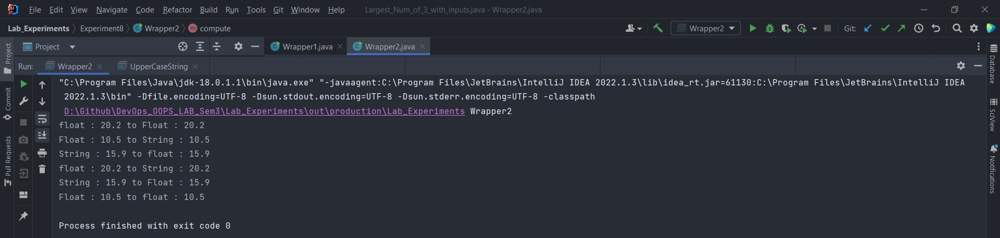 File Edit View Navigate Code Refactor Build Run Tools Git Window Help Largest_Num_of_3_with_inputs.java - Wrapper2.java
Lab_Experiments Experiment8 Wrapper2 compute Wrapper2 Git:
Project Wrapper1.java Wrapper2.java
Run: Wrapper2 UpperCaseString
"C:\Program Files\Java\jdk-18.0.1.1\bin\java.exe" "-javaagent:C:\Program Files\JetBrains\IntelliJ IDEA 2022.1.3\lib\idea_rt.jar=61130:C:\Program Files\JetBrains\IntelliJ IDEA
2022.1.3\bin" -Dfile.encoding=UTF-8 -Dsun.stdout.encoding=UTF-8 -Dsun.stderr.encoding=UTF-8 -classpath
D:\Github\DevOps_OOPS_LAB_Sem3\Lab_Experiments\out\production\Lab_Experiments Wrapper2
float : 20.2 to Float : 20.2
Float : 10.5 to String : 10.5
String : 15.9 to float : 15.9
float : 20.2 to String : 20.2
String : 15.9 to Float : 15.9
Float : 10.5 to float : 10.5
Process finished with exit code 0
Project
Commit
Pull Requests
Database
SciView
Notifications